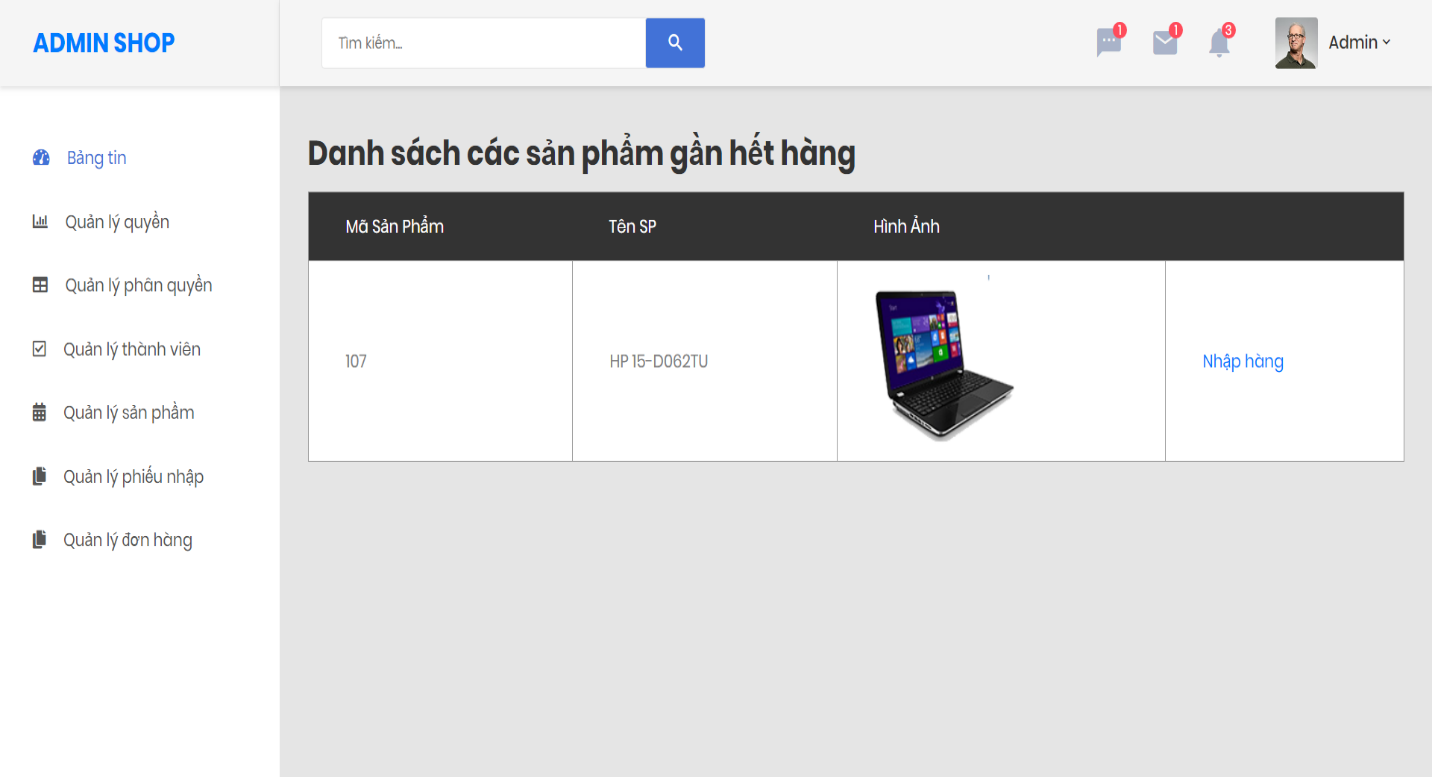 ADMIN SHOP
Tìm kiếm...
1
1
3
Admin
Bảng tin
Quản lý quyền
Quản lý phân quyền
Quản lý thành viên
Quản lý sản phẩm
Quản lý phiếu nhập
Quản lý đơn hàng
Danh sách các sản phẩm gần hết hàng
Mã Sản Phẩm Tên SP Hình Ảnh
107 HP 15-D062TU Nhập hàng